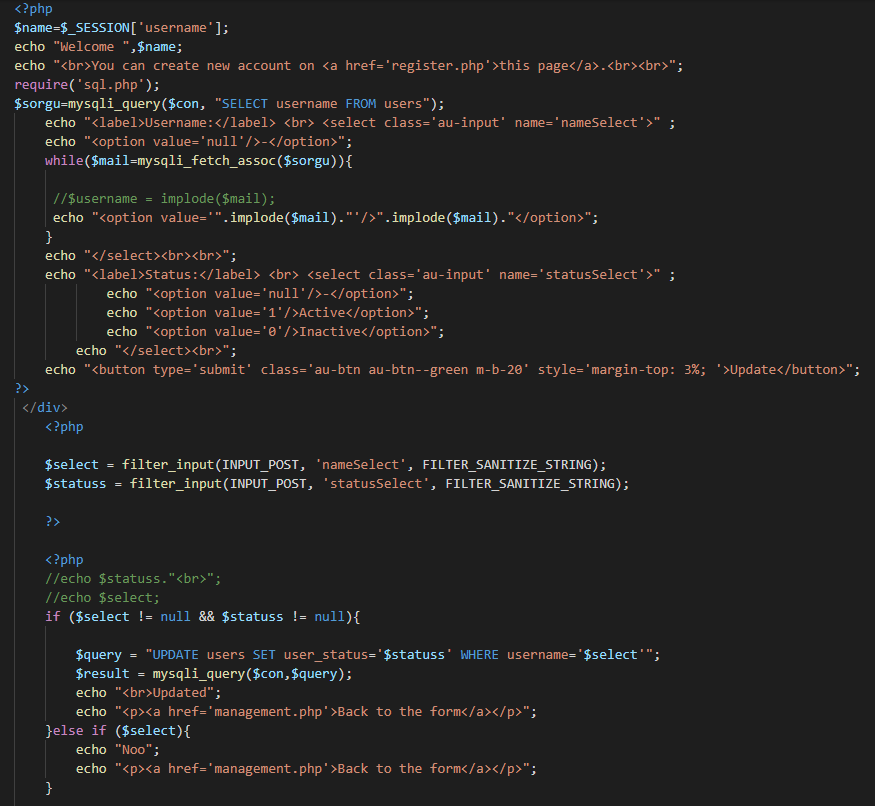 <?php
$name=$_SESSION['username'];
echo "Welcome ",$name;
echo "<br>You can create new account on <a href='register.php'>this page</a>.<br><br>";
require('sql.php');
$sorgu=mysqli_query($con, "SELECT username FROM users");
echo "<label>Username:</label> <br> <select class='au-input' name='nameSelect'>" ;
echo "<option value='null'/>-</option>";
while($mail=mysqli_fetch_assoc($sorgu)){
//$username = implode($mail);
echo "<option value='".implode($mail)."'/>".implode($mail)."</option>";
}
echo "</select><br><br>";
echo "<label>Status:</label> <br> <select class='au-input' name='statusSelect'>" ;
echo "<option value='null'/>-</option>";
echo "<option value='1'/>Active</option>";
echo "<option value='0'/>Inactive</option>";
echo "</select><br>";
echo "<button type='submit' class='au-btn au-btn--green m-b-20' style='margin-top: 3%; '>Update</button>";
?>
</div>
<?php
$select = filter_input(INPUT_POST, 'nameSelect', FILTER_SANITIZE_STRING);
$statuss = filter_input(INPUT_POST, 'statusSelect', FILTER_SANITIZE_STRING);
?>
<?php
//echo $statuss."<br>";
//echo $select;
if ($select != null && $statuss != null){
$query = "UPDATE users SET user_status='$statuss' WHERE username='$select'";
$result = mysqli_query($con,$query);
echo "<br>Updated";
echo "<p><a href='management.php'>Back to the form</a></p>";
}else if ($select){
echo "Noo";
echo "<p><a href='management.php'>Back to the form</a></p>";
}